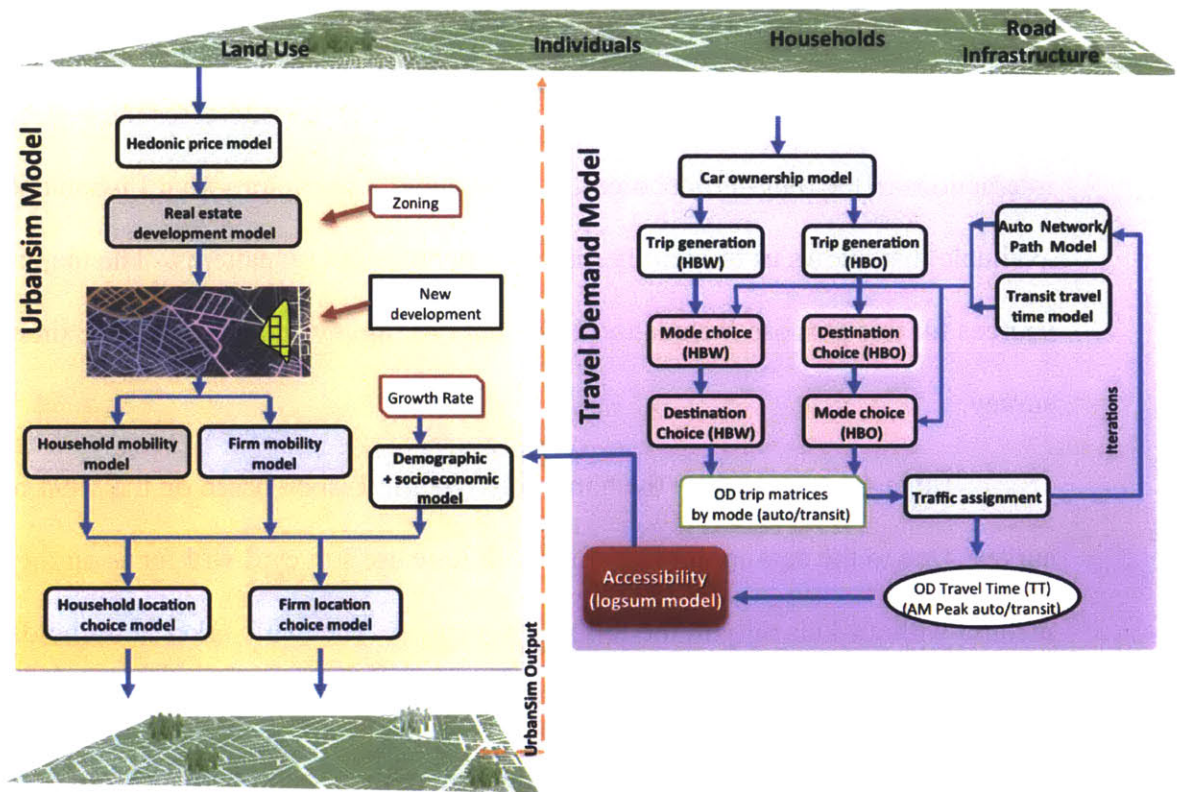 Land Use
Individuals
Households
Road
Infrastructure
Urbansim Model
Hedonic price model
Real estate
development model
Zoning
New
development
Growth Rate
Household mobility
model
Firm mobility
model
Demographic
+ socioeconomic
model
Household location
choice model
Firm location
choice model
UrbanSim Output
Travel Demand Model
Car ownership model
Trip generation
(HBW)
Trip generation
(HBO)
Auto Network/
Path Model
Transit travel
time model
Mode choice
(HBW)
Destination
Choice (HBO)
Destination
Choice (HBW)
Mode choice
(HBO)
Iterations
OD trip matrices
by mode (auto/transit)
Traffic assignment
Accessibility
(logsum model)
OD Travel Time (TT)
(AM Peak auto/transit)